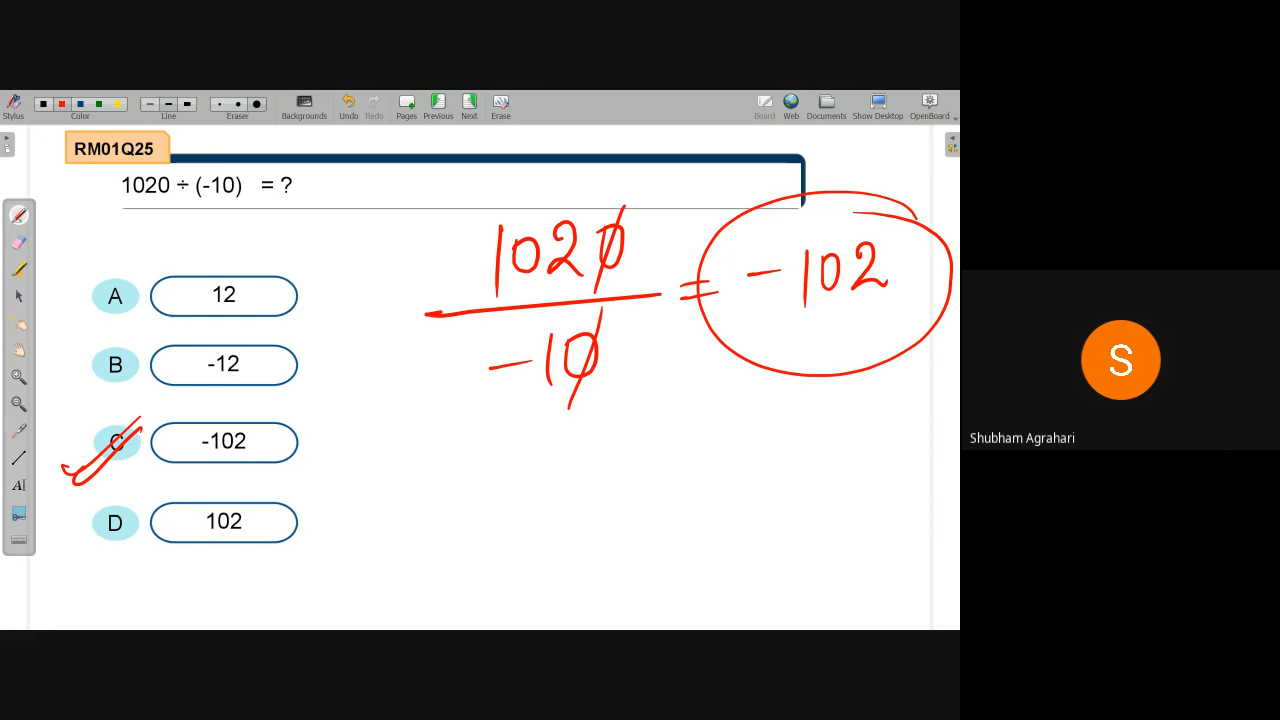 Stylus Color Line Eraser Backgrounds Undo Redo Pages Previous Next Erase Board Web Documents Show Desktop OpenBoard
RM01Q25
1020 ÷ (-10) = ?
1020
-10
= -102
A 12
B -12
C -102
D 102
S
Shubham Agrahari